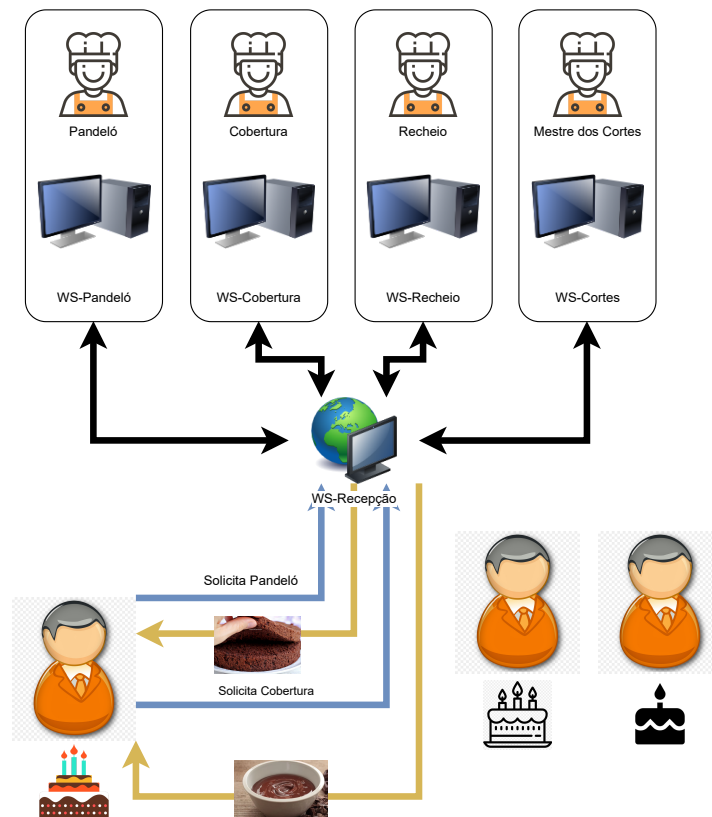 Pandeló
Cobertura
Recheio
Mestre dos Cortes
WS-Pandeló
WS-Cobertura
WS-Recheio
WS-Cortes
WS-Recepção
Solicita Pandeló
Solicita Cobertura